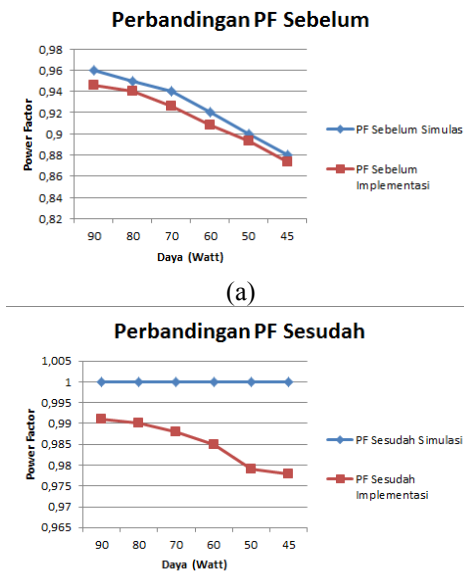 Perbandingan PF Sebelum
0,98
0,96
0,94
0,92
0,9
0,88
0,86
0,84
0,82
Power Factor
90 80 70 60 50 45
Daya (Watt)
PF Sebelum Simulas
PF Sebelum
Implementasi
(a)
Perbandingan PF Sesudah
1,005
1
0,995
0,99
0,985
0,98
0,975
0,97
0,965
Power Factor
90 80 70 60 50 45
Daya (Watt)
PF Sesudah Simulasi
PF Sesudah
Implementasi